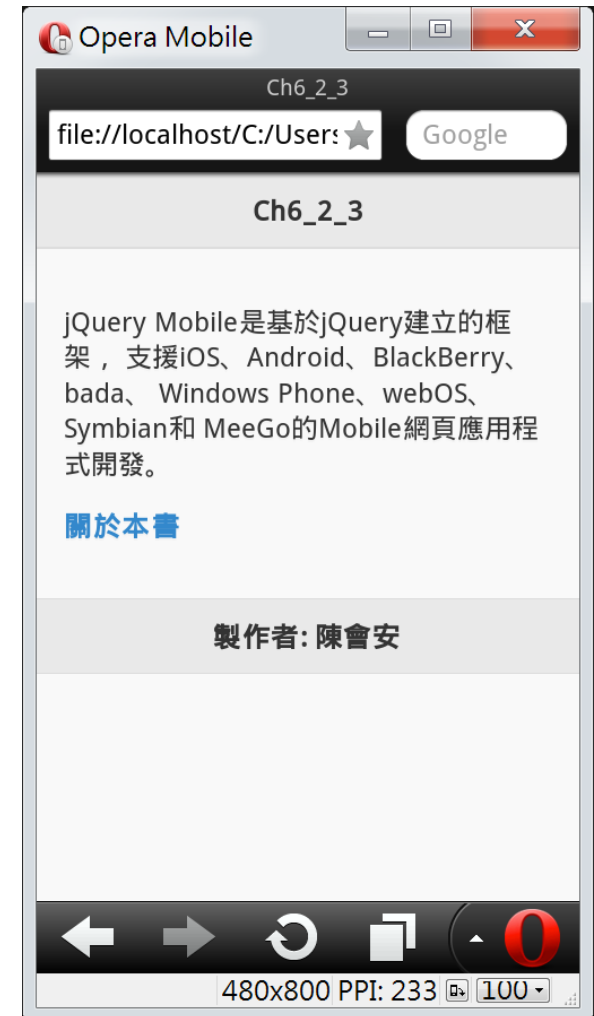 Opera Mobile
Ch6_2_3
file://localhost/C:/Users
Google
Ch6_2_3
jQuery Mobile是基於jQuery建立的框
架 ，支援iOS、Android、BlackBerry、
bada、 Windows Phone、webOS、
Symbian和 MeeGo的Mobile網頁應用程
式開發。
關於本書
製作者: 陳會安
480x800 PPI: 233 100